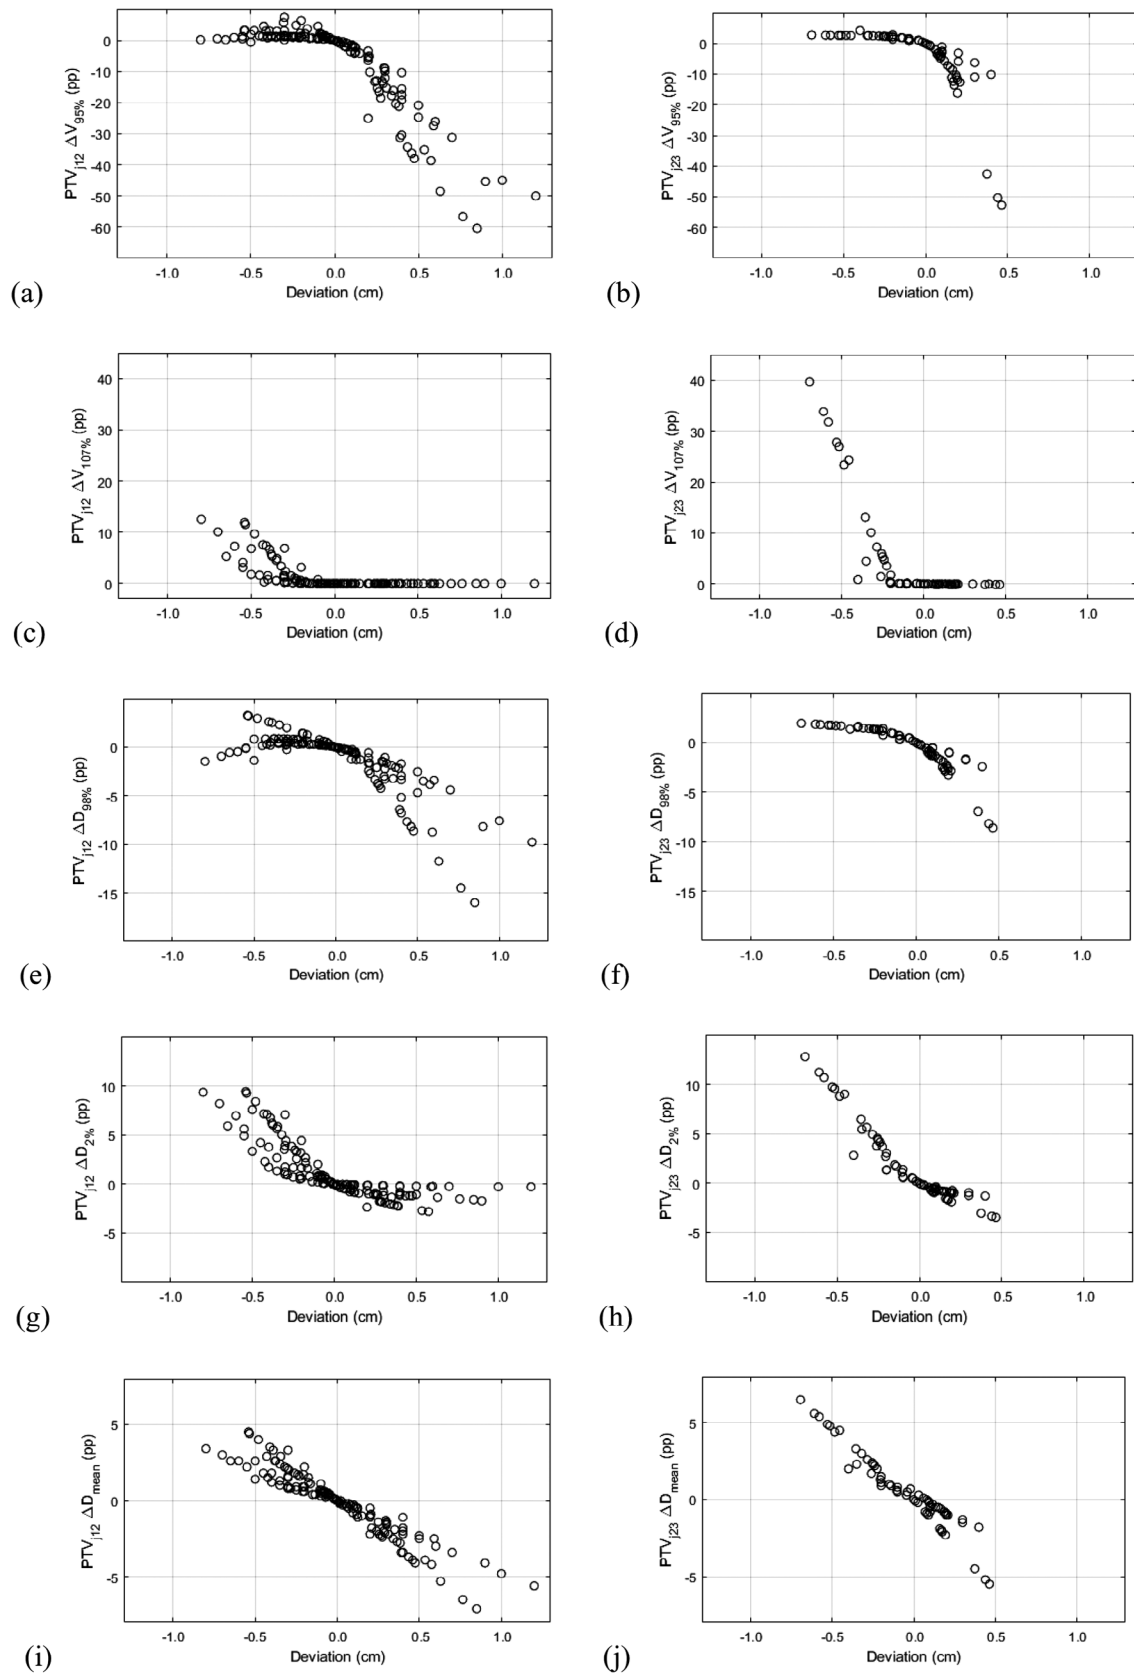 0
-10
-20
-30
-40
-50
-60
PTVj12 ΔV95% (pp)
-1.0 -0.5 0.0 0.5 1.0
Deviation (cm)
(a)
0
-10
-20
-30
-40
-50
-60
PTVj23 ΔV95% (pp)
-1.0 -0.5 0.0 0.5 1.0
Deviation (cm)
(b)
40
30
20
10
0
PTVj12 ΔV107% (pp)
-1.0 -0.5 0.0 0.5 1.0
Deviation (cm)
(c)
40
30
20
10
0
PTVj23 ΔV107% (pp)
-1.0 -0.5 0.0 0.5 1.0
Deviation (cm)
(d)
0
-5
-10
-15
PTVj12 ΔD98% (pp)
-1.0 -0.5 0.0 0.5 1.0
Deviation (cm)
(e)
0
-5
-10
-15
PTVj23 ΔD98% (pp)
-1.0 -0.5 0.0 0.5 1.0
Deviation (cm)
(f)
10
5
0
-5
PTVj12 ΔD2% (pp)
-1.0 -0.5 0.0 0.5 1.0
Deviation (cm)
(g)
10
5
0
-5
PTVj23 ΔD2% (pp)
-1.0 -0.5 0.0 0.5 1.0
Deviation (cm)
(h)
5
0
-5
PTVj12 ΔDmean (pp)
-1.0 -0.5 0.0 0.5 1.0
Deviation (cm)
(i)
5
0
-5
PTVj23 ΔDmean (pp)
-1.0 -0.5 0.0 0.5 1.0
Deviation (cm)
(j)